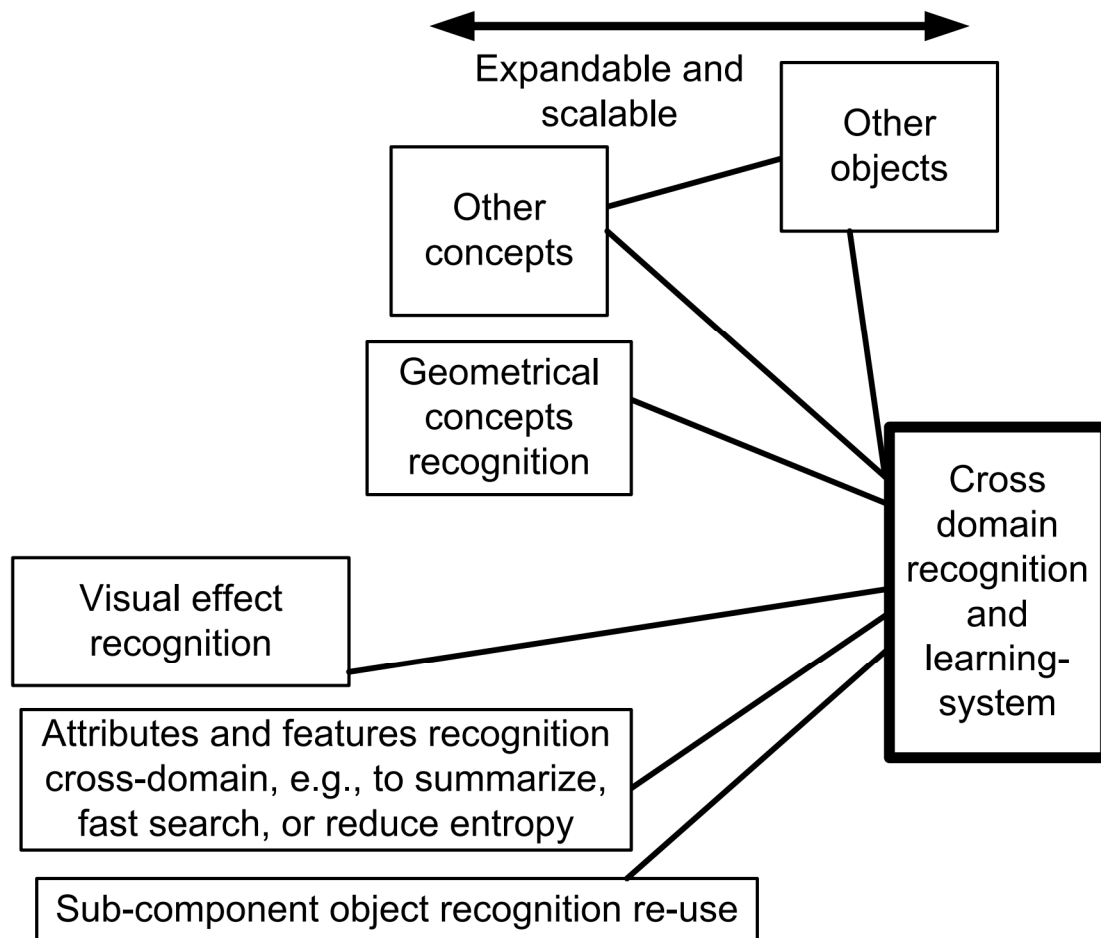 Expandable and
scalable
Other
objects
Other
concepts
Geometrical
concepts
recognition
Cross
domain
recognition
and
learning-
system
Visual effect
recognition
Attributes and features recognition
cross-domain, e.g., to summarize,
fast search, or reduce entropy
Sub-component object recognition re-use